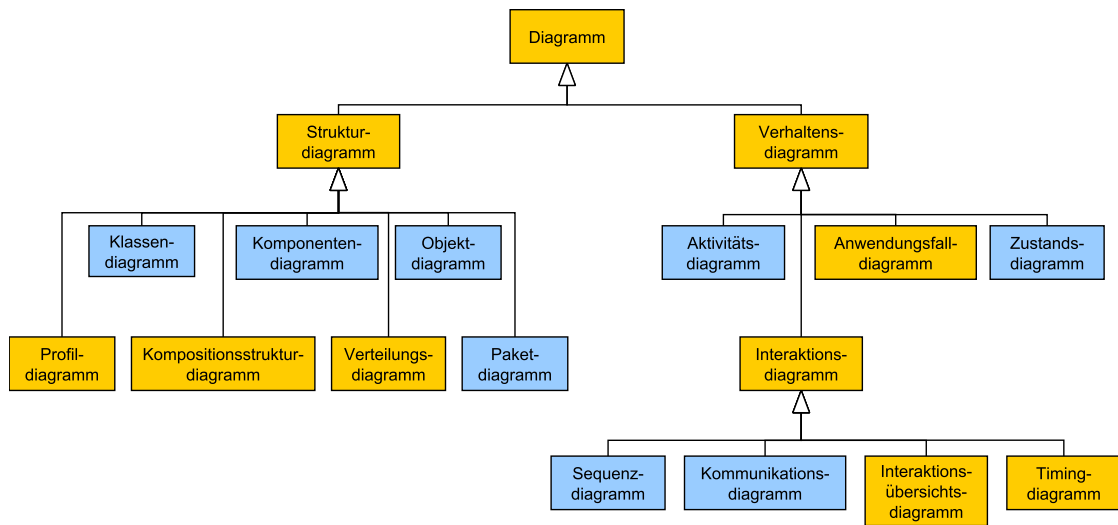 Diagramm
Struktur-
diagramm
Verhaltens-
diagramm
Klassen-
diagramm
Komponenten-
diagramm
Objekt-
diagramm
Aktivitäts-
diagramm
Anwendungsfall-
diagramm
Zustands-
diagramm
Profil-
diagramm
Kompositionsstruktur-
diagramm
Verteilungs-
diagramm
Paket-
diagramm
Interaktions-
diagramm
Sequenz-
diagramm
Kommunikations-
diagramm
Interaktions-
übersichts-
diagramm
Timing-
diagramm